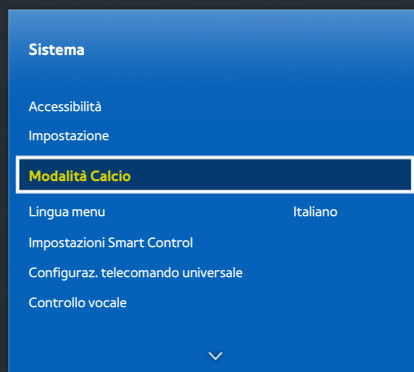 Sistema
Accessibilità
Impostazione
Modalità Calcio
Lingua menu Italiano
Impostazioni Smart Control
Configuraz. telecomando universale
Controllo vocale